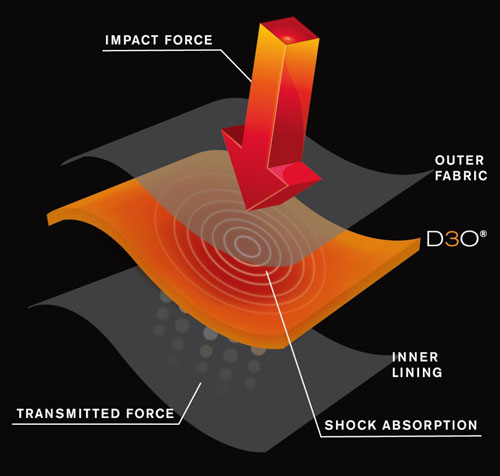 IMPACT FORCE
OUTER
FABRIC
D3O®
INNER
LINING
TRANSMITTED FORCE
SHOCK ABSORPTION